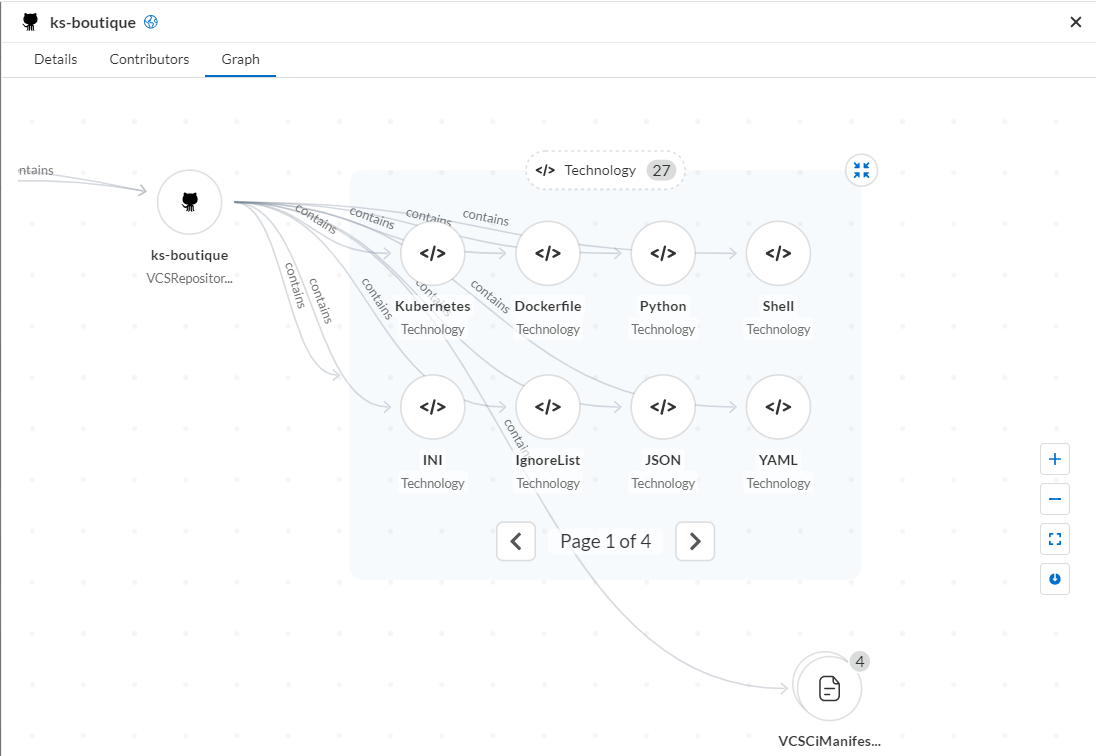 ks-boutique
Details Contributors Graph
ntains
</> Technology 27
contains contains contains contains
ks-boutique
VCSRepositor...
contains contains contains contains contains
</> </> </> </>
Kubernetes Dockerfile Python Shell
Technology Technology Technology Technology
</> </> </> </>
contain
INI IgnoreList JSON YAML
Technology Technology Technology Technology
Page 1 of 4
4
VCSCiManifes...